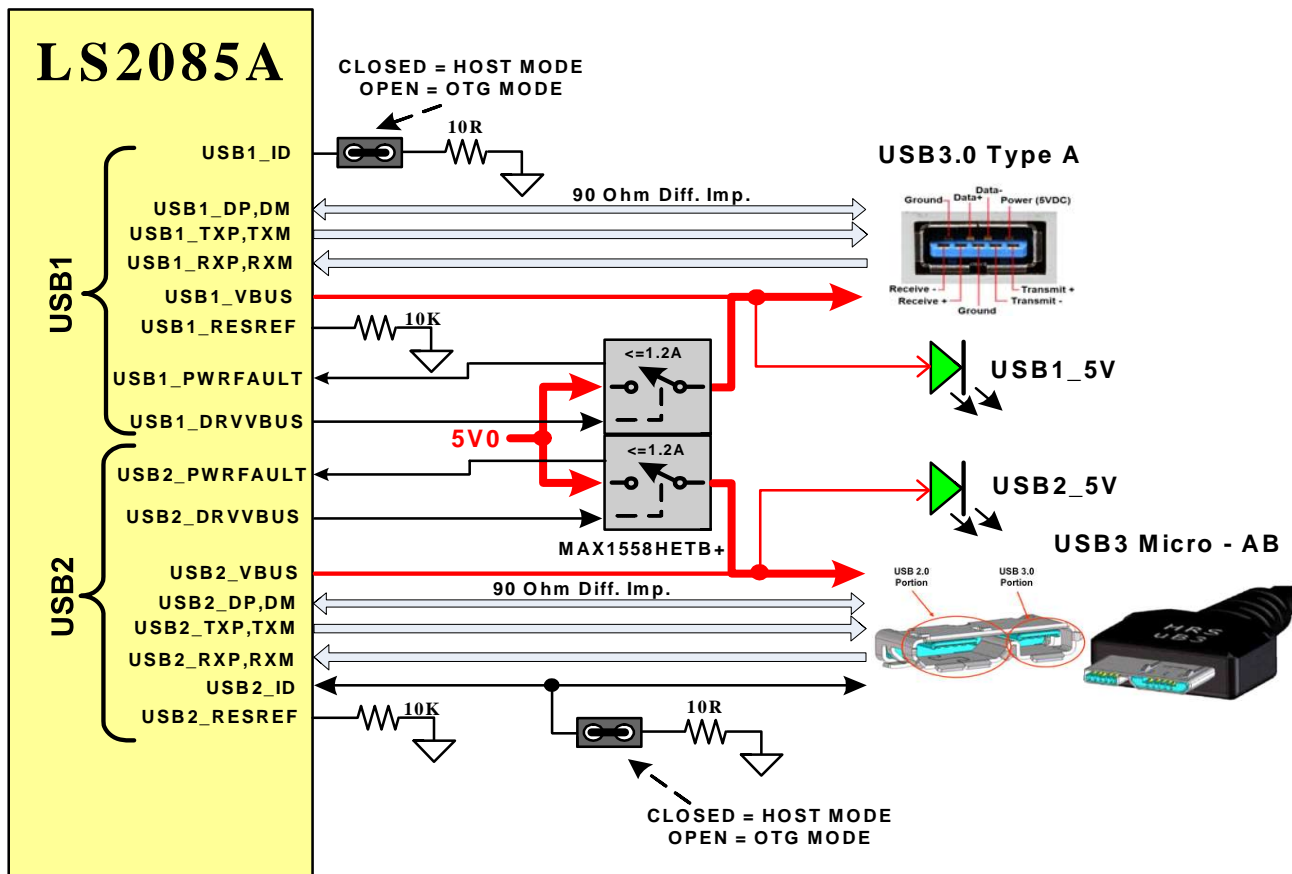 LS2085A
CLOSED = HOST MODE
OPEN = OTG MODE
10R
USB1_ID
USB3.0 Type A
90 Ohm Diff. Imp.
Data-
Ground
Data+
Power (5VDC)
USB1_DP,DM
USB1_TXP,TXM
USB1_RXP,RXM
Receive -
Transmit +
Receive +
Transmit -
Ground
USB1
USB1_VBUS
USB1_RESREF
10K
<=1.2A
USB1_PWRFAULT
USB1_5V
USB1_DRVVBUS
5V0
<=1.2A
USB2_PWRFAULT
USB2_5V
USB2_DRVVBUS
MAX1558HETB+
USB3 Micro - AB
USB2
USB2_VBUS
USB 2.0
Portion
USB 3.0
Portion
90 Ohm Diff. Imp.
USB2_DP,DM
USB2_TXP,TXM
HRS
UB3
USB2_RXP,RXM
USB2_ID
USB2_RESREF
10K
10R
CLOSED = HOST MODE
OPEN = OTG MODE